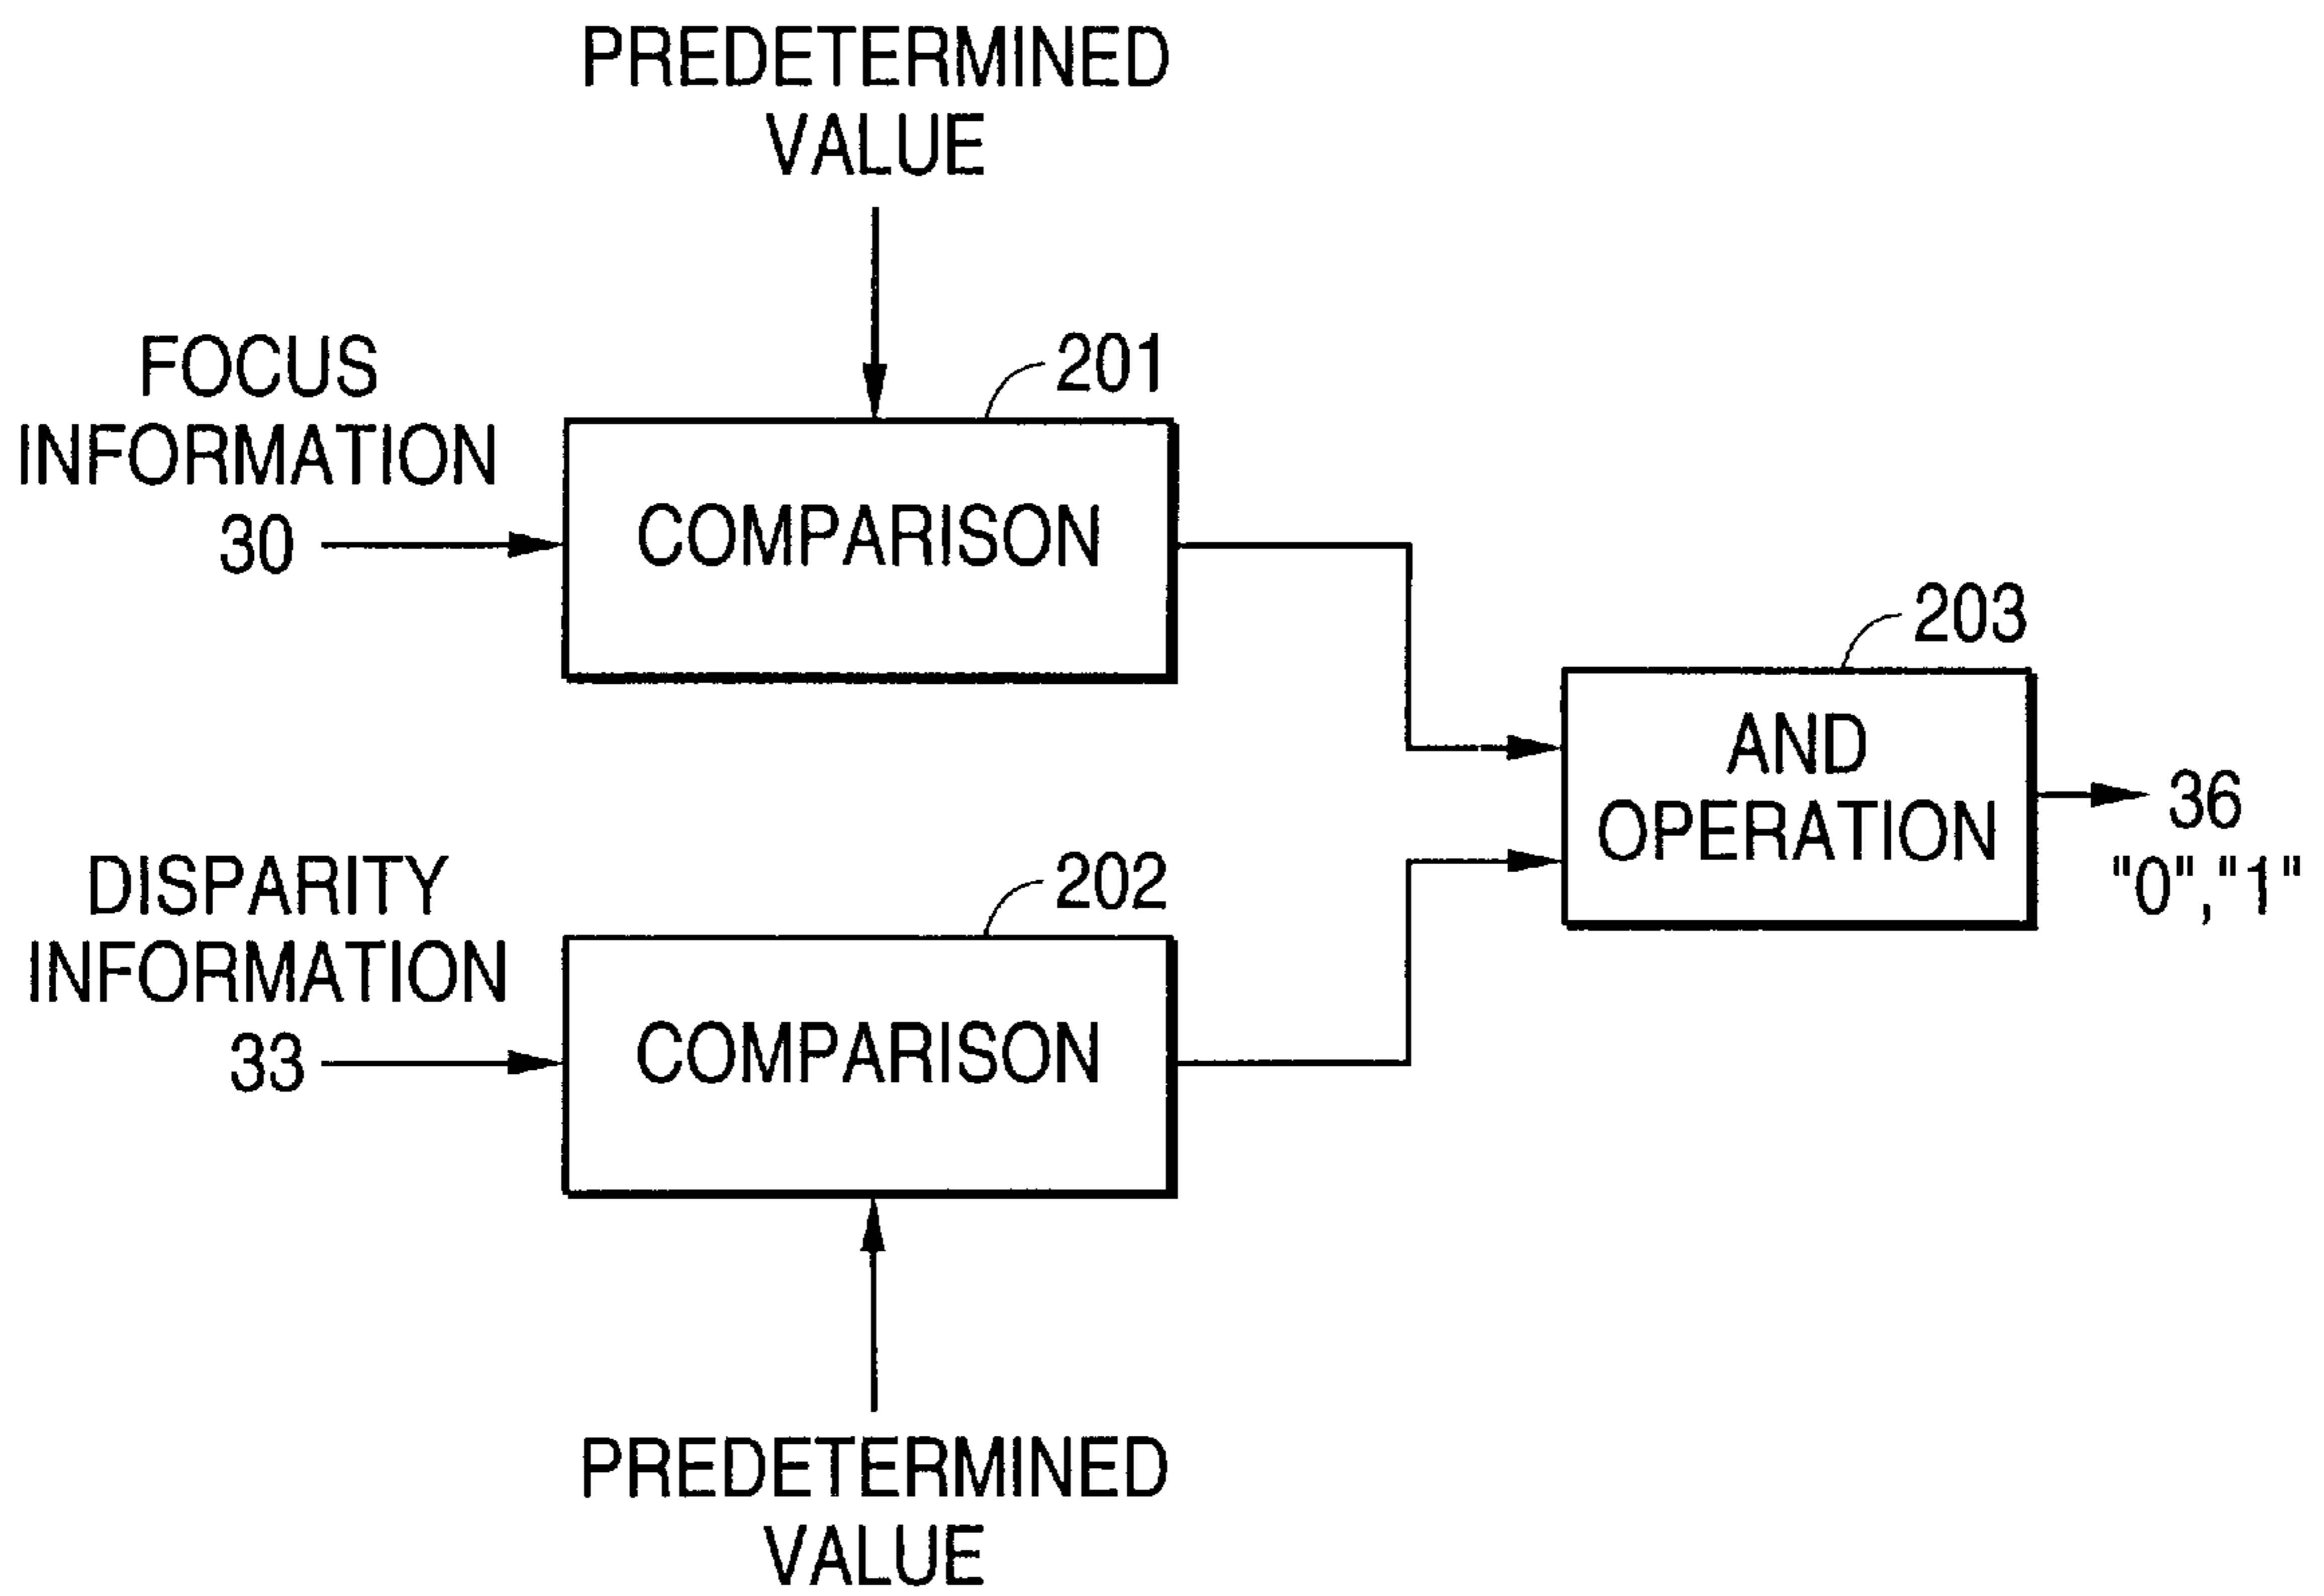 PREDETERMINED
VALUE
FOCUS
INFORMATION
30
201
COMPARISON
203
AND
OPERATION
36
"0","1"
DISPARITY
INFORMATION
33
202
COMPARISON
PREDETERMINED
VALUE